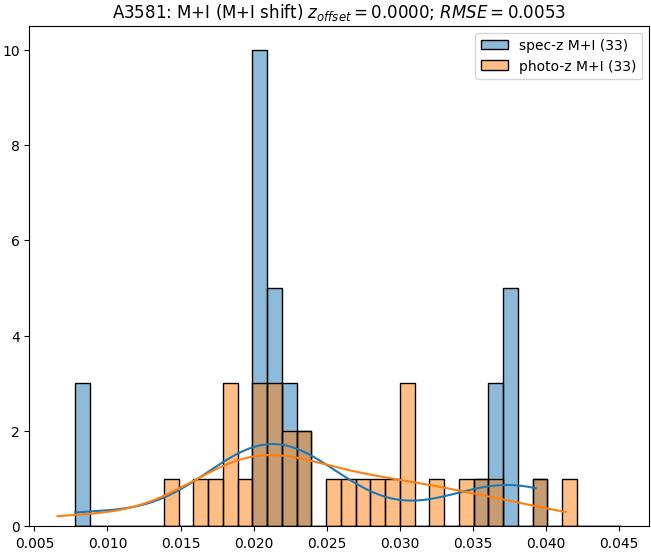 A3581: M+I (M+I shift) z_offset = 0.0000; RMSE = 0.0053
spec-z M+I (33)
photo-z M+I (33)
10
8
6
4
2
0
0.005 0.010 0.015 0.020 0.025 0.030 0.035 0.040 0.045